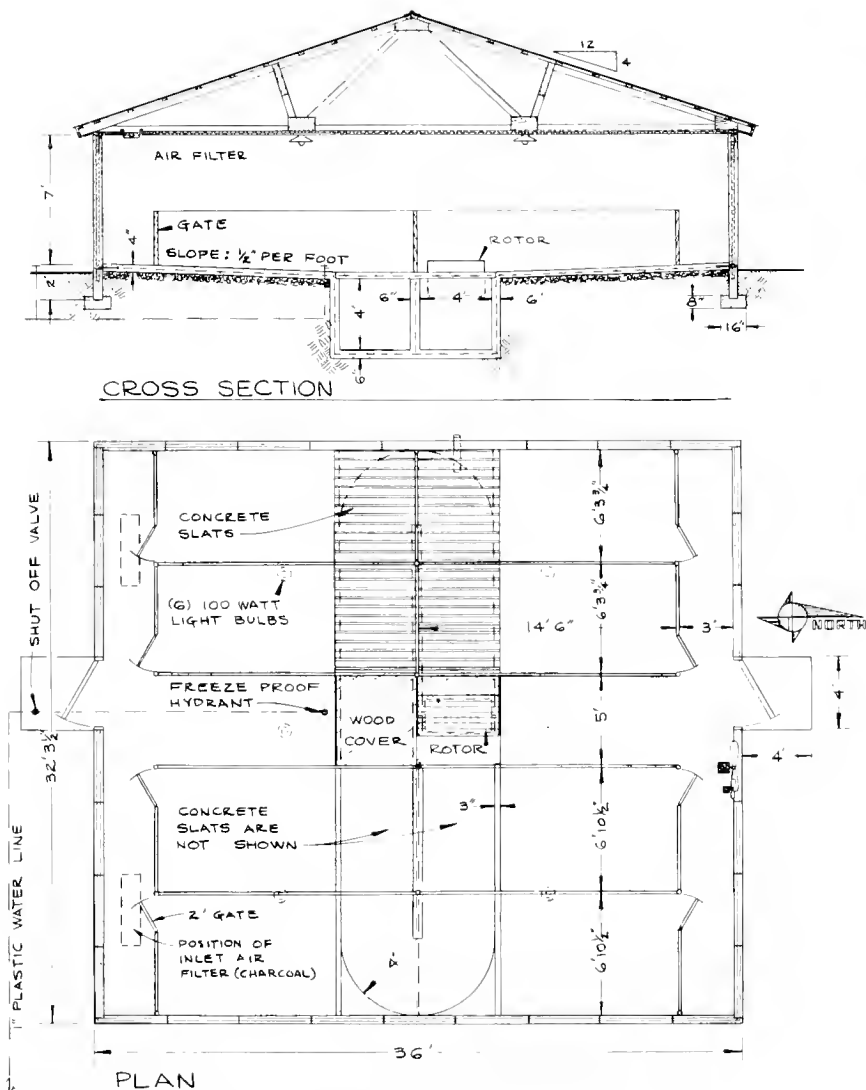 12
4
AIR FILTER
7'
GATE
ROTOR
4"
SLOPE: ½" PER FOOT
2'
6"
4'
6'
4'
8"
16"
6
CROSS SECTION
CONCRETE
SLATS
6'3¾"
SHUT OFF VALVE
(6) 100 WATT
LIGHT BULBS
14'6"
6'3¾"
3'
NORTH
FREEZE PROOF
HYDRANT
WOOD
COVER
ROTOR
5'
4'
4'
32'3½"
1" PLASTIC WATER LINE
CONCRETE
SLATS ARE
NOT SHOWN
3"
6'10½"
2' GATE
POSITION OF
INLET AIR
FILTER (CHARCOAL)
4'
6'10½"
36'
PLAN